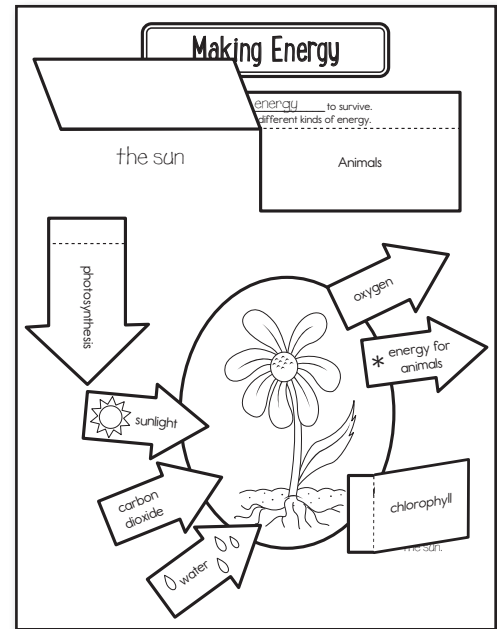 Making Energy
energy to survive.
different kinds of energy.
the sun
Animals
photosynthesis
oxygen
* energy for
animals
sunlight
carbon
dioxide
water
chlorophyll
the sun.